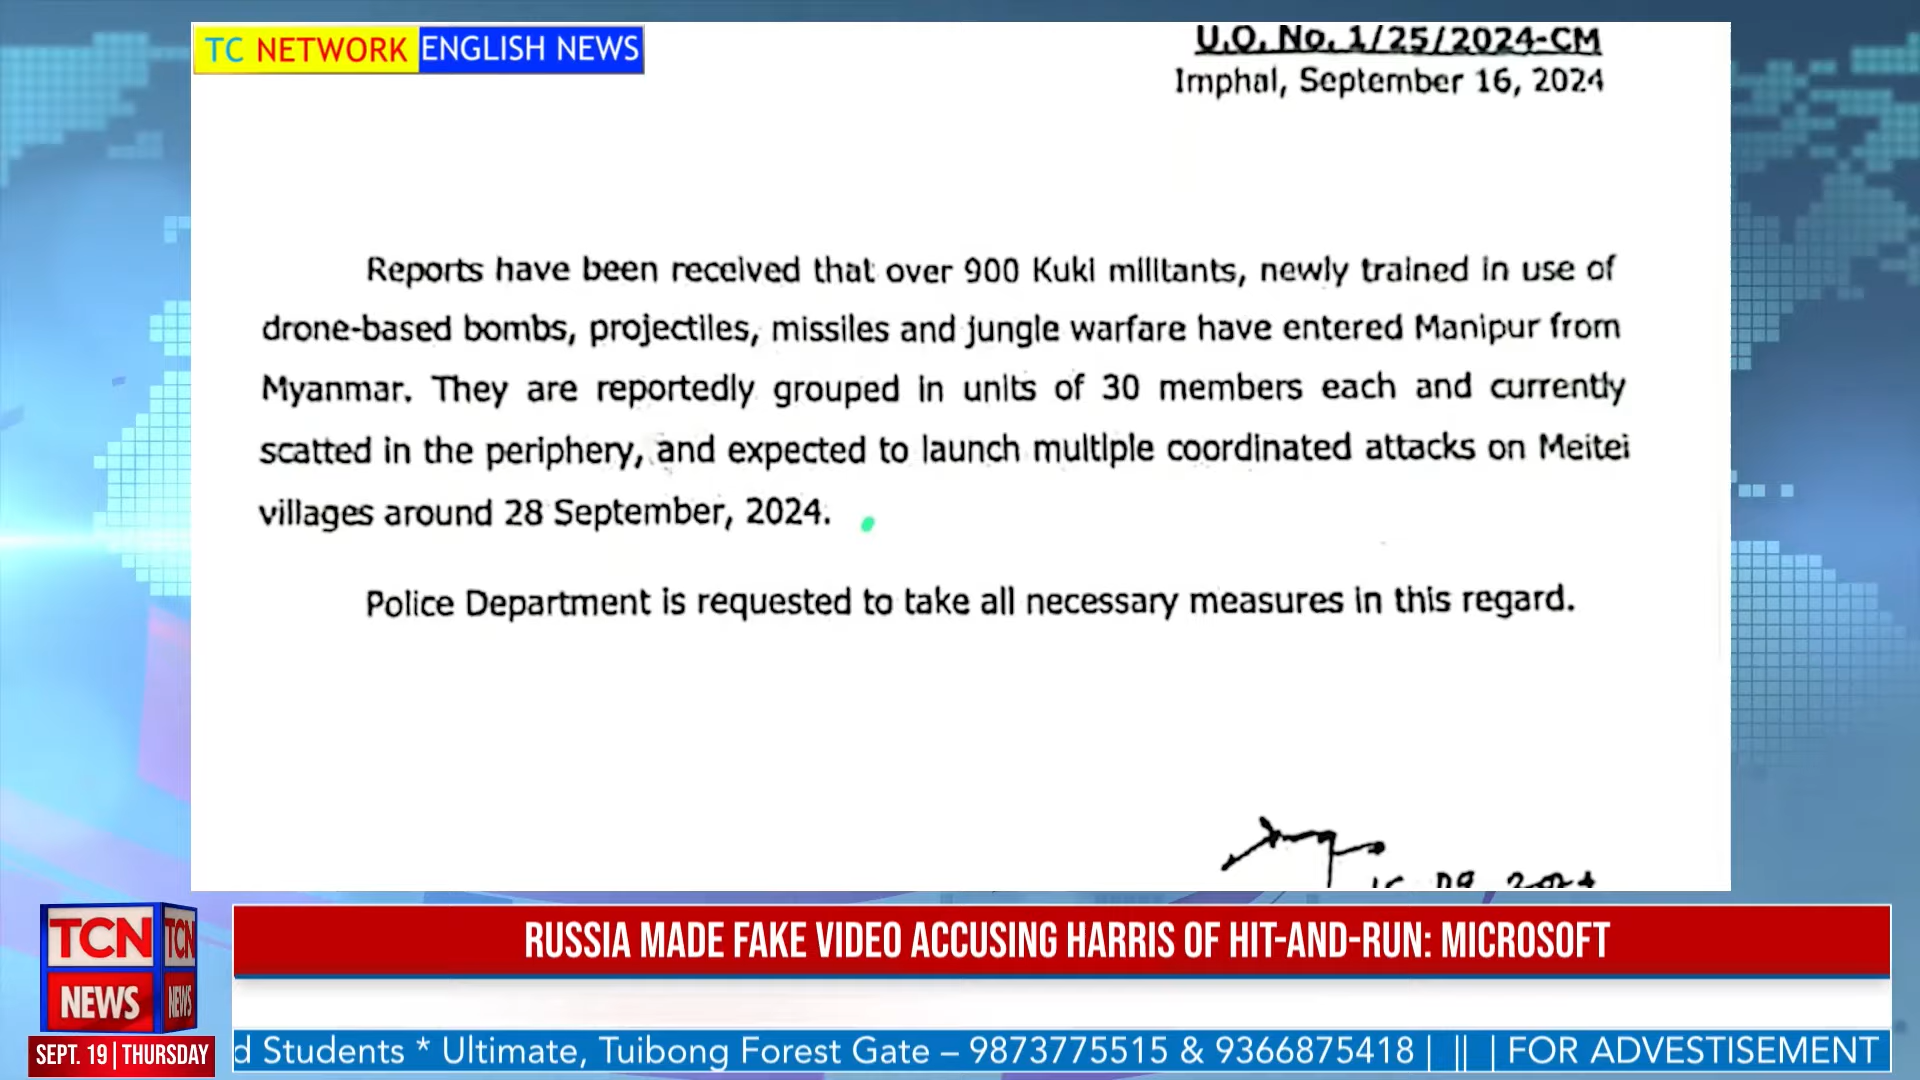 TC NETWORK ENGLISH NEWS
U.O. No. 1/25/2024-CM
Imphal, September 16, 2024
Reports have been received that over 900 Kuki militants, newly trained in use of
drone-based bombs, projectiles, missiles and jungle warfare have entered Manipur from
Myanmar. They are reportedly grouped in units of 30 members each and currently
scatted in the periphery, and expected to launch multiple coordinated attacks on Meitei
villages around 28 September, 2024.
Police Department is requested to take all necessary measures in this regard.
TCN TCN
NEWS NEWS
RUSSIA MADE FAKE VIDEO ACCUSING HARRIS OF HIT-AND-RUN: MICROSOFT
SEPT. 19 | THURSDAY
d Students * Ultimate, Tuibong Forest Gate – 9873775515 & 9366875418 | || | FOR ADVESTISEMENT